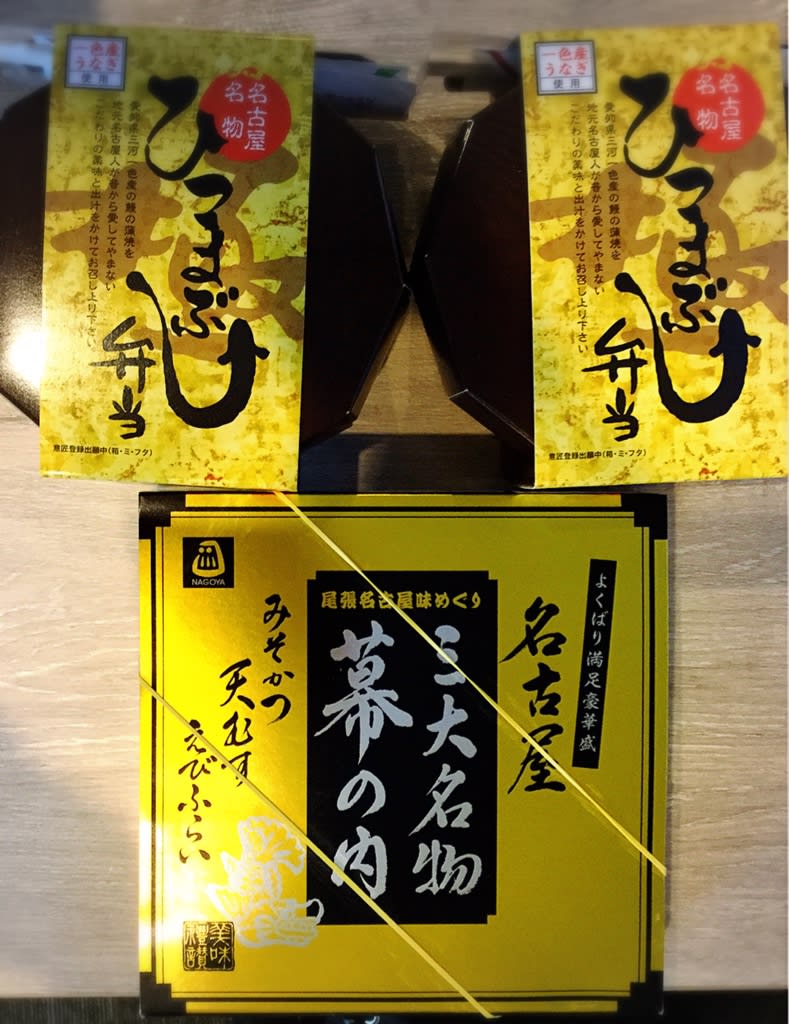 一色産
うなぎ
使用
名古屋
名物
ひつまぶし
弁当
愛知県三河一色産の鰻の蒲焼を
地元名古屋人が昔から愛してやまない
こだわりの薬味と出汁をかけてお召し上り下さい。
意匠登録出願中(箱・ミ・フタ)
一色産
うなぎ
使用
名古屋
名物
ひつまぶし
弁当
愛知県三河一色産の鰻の蒲焼を
地元名古屋人が昔から愛してやまない
こだわりの薬味と出汁をかけてお召し上り下さい。
意匠登録出願中(箱・ミ・フタ)
NAGOYA
よくばり満足豪華盛
名古屋
尾張名古屋味めぐり
三大名物
幕の内
みそかつ
天むす
えびふらい
美味